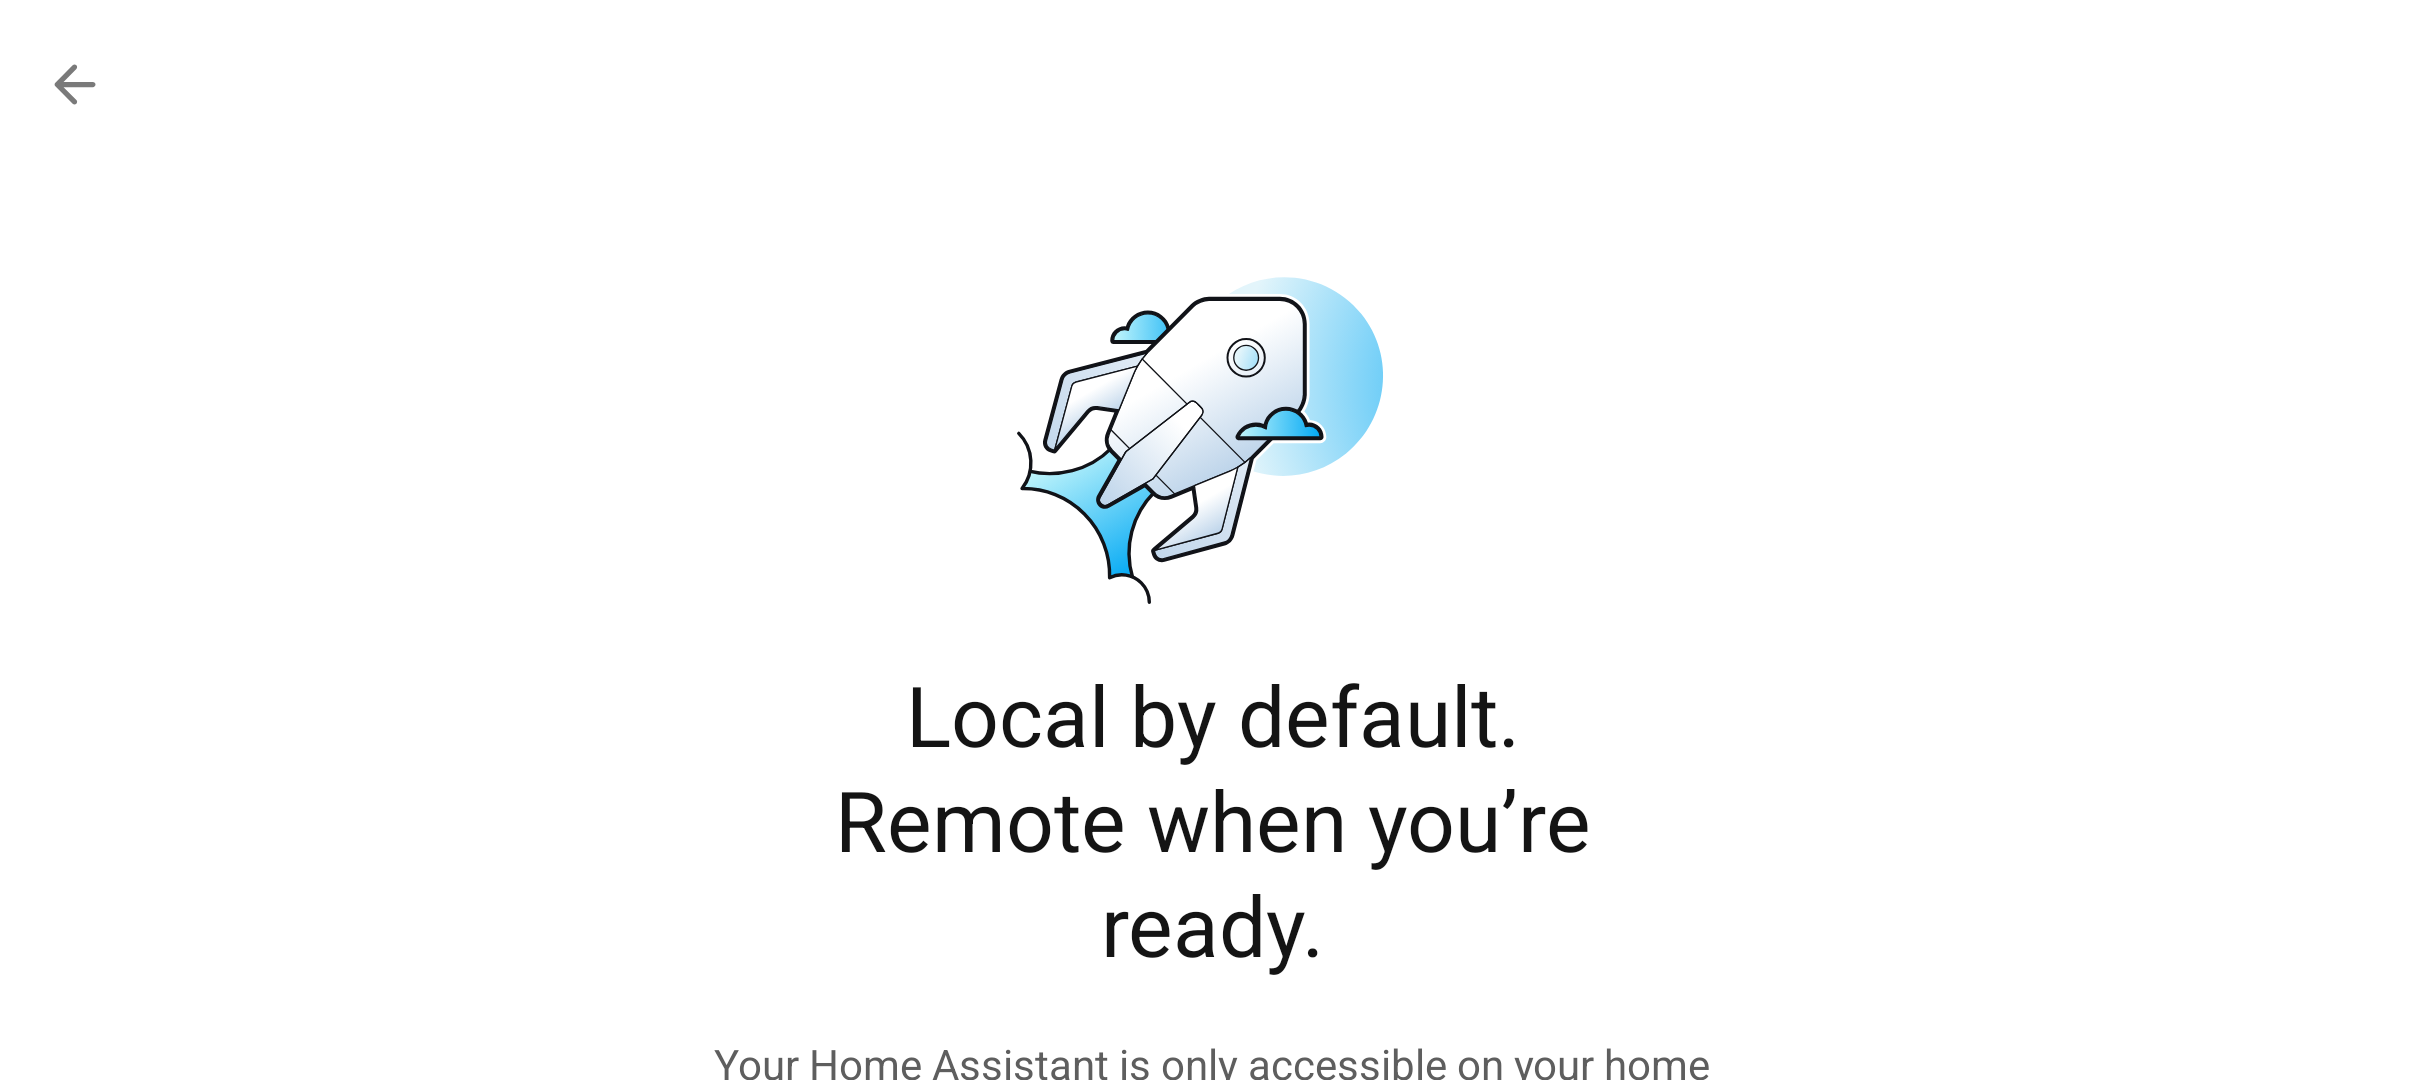 Local by default.
Remote when you’re
ready.
Your Home Assistant is only accessible on your home